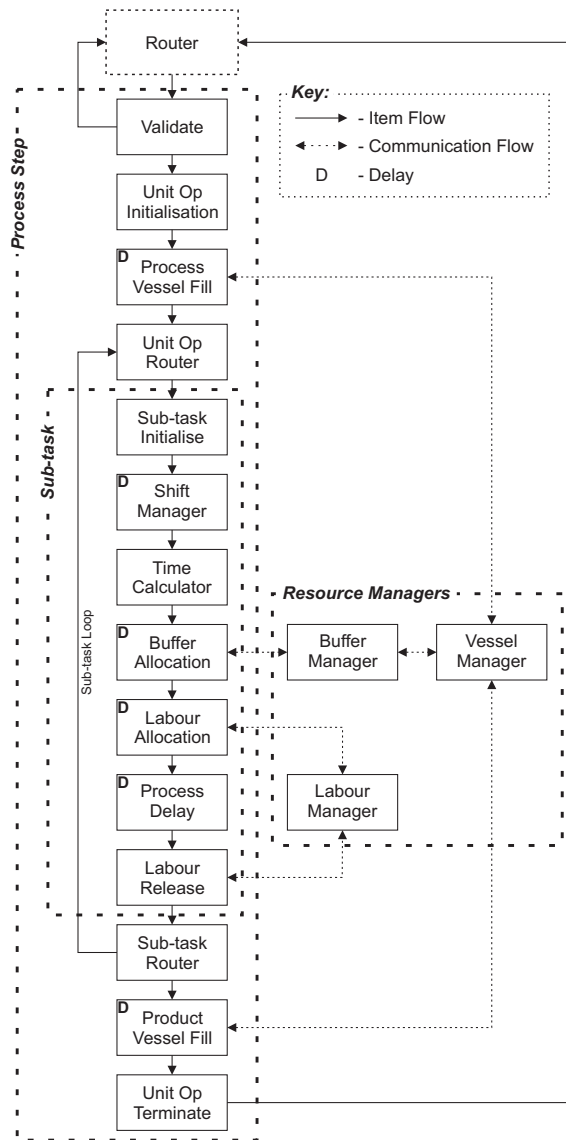 Router
Key:
- Item Flow
- Communication Flow
D - Delay
Process Step
Validate
Unit Op
Initialisation
D
Process
Vessel Fill
Unit Op
Router
Sub-task
Sub-task
Initialise
D
Shift
Manager
Time
Calculator
Sub-task Loop
D
Buffer
Allocation
D
Labour
Allocation
D
Process
Delay
Labour
Release
Resource Managers
Buffer
Manager
Vessel
Manager
Labour
Manager
Sub-task
Router
D
Product
Vessel Fill
Unit Op
Terminate